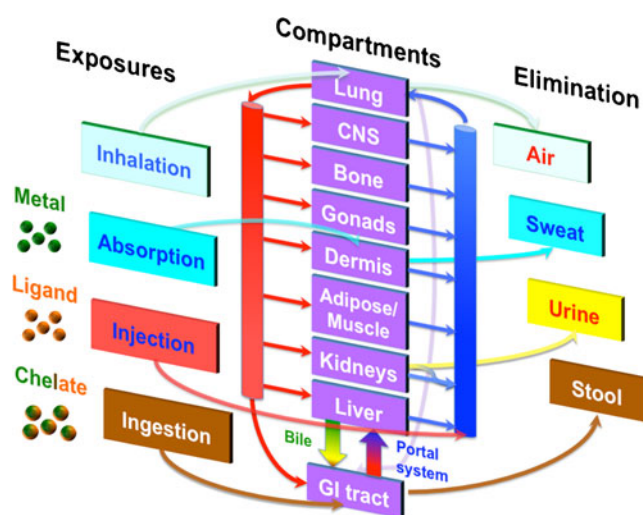 Exposures
Compartments
Elimination
Lung
CNS
Bone
Gonads
Dermis
Adipose/
Muscle
Kidneys
Liver
GI tract
Inhalation
Absorption
Injection
Ingestion
Metal
Ligand
Chelate
Bile
Portal
system
Air
Sweat
Urine
Stool